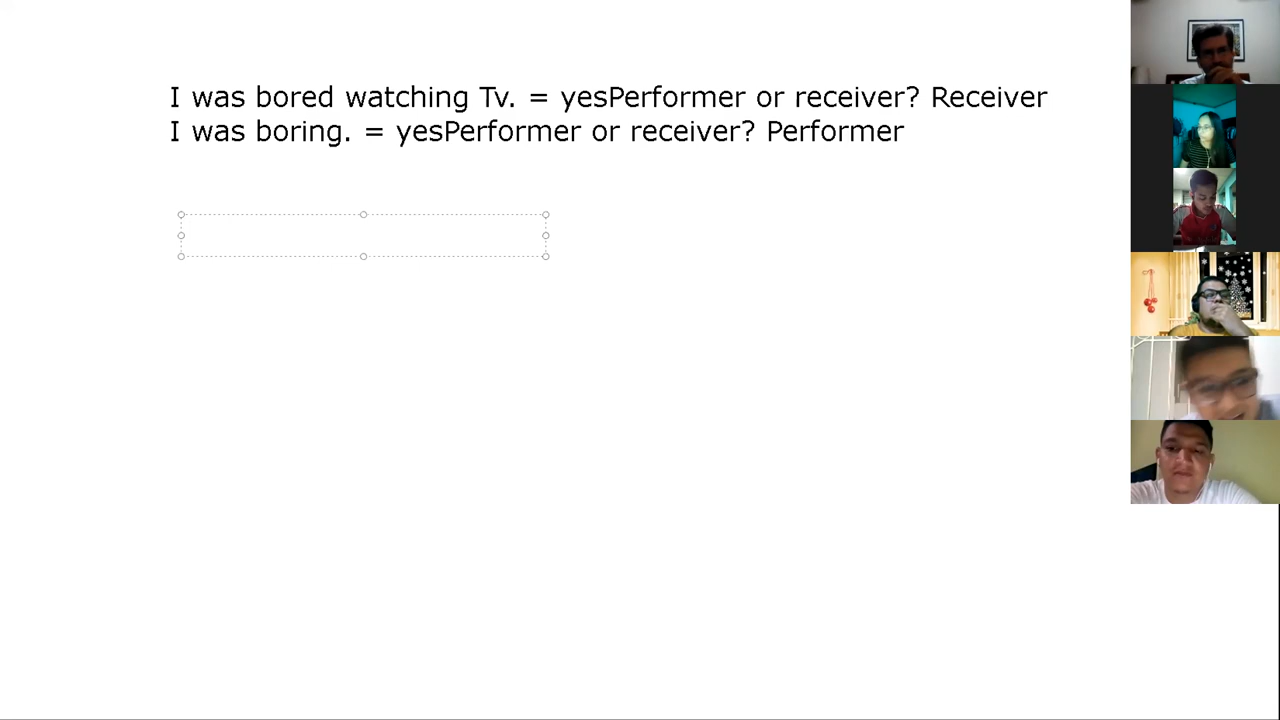 I was bored watching Tv. = yesPerformer or receiver? Receiver
I was boring. = yesPerformer or receiver? Performer